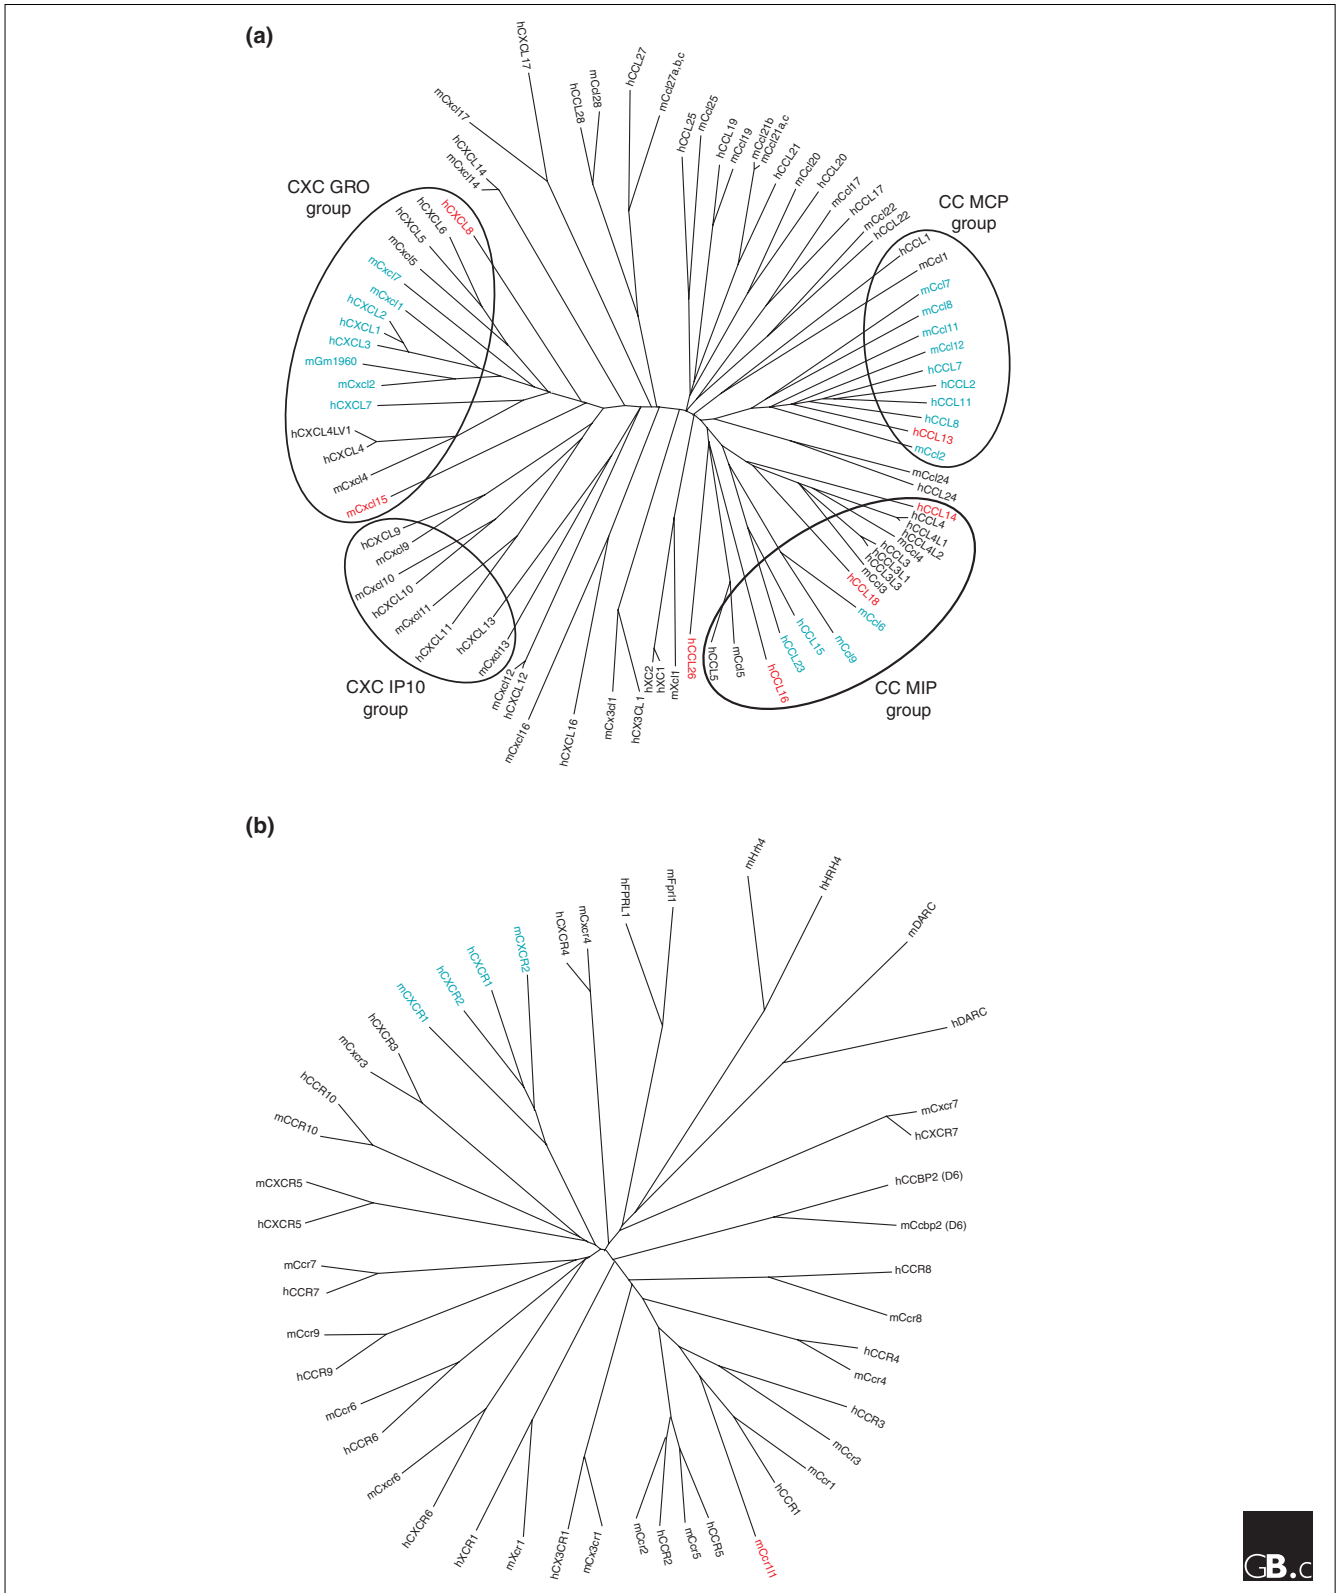 (a)
hCXCL17
mCxcl17
hCXCL14
mCxcl14
hCCL28
mCcl28
hCCL27
mCcl27a,b,c
hCCL25
mCcl25
hCCL19
mCcl19
mCcl21b
mCcl21a,c
hCCL21
mCcl20
hCCL20
mCcl17
hCCL17
mCcl22
hCCL22
CXC GRO
group
hCXCL8
hCXCL6
hCXCL5
mCxcl5
mCxcl7
mCxcl1
hCXCL2
hCXCL1
hCXCL3
mGm1960
mCxcl2
hCXCL7
hCXCL4LV1
hCXCL4
mCxcl4
mCxcl15
CC MCP
group
hCCL1
mCcl1
mCcl7
mCcl8
mCcl11
mCcl12
hCCL7
hCCL2
hCCL11
hCCL8
hCCL13
mCcl2
mCcl24
hCCL24
hCXCL9
mCxcl9
mCxcl10
hCXCL10
mCxcl11
hCXCL11
hCXCL13
mCxcl13
CXC IP10
group
mCxcl12
hCXCL12
mCxcl16
hCXCL16
mCx3cl1
hCX3CL1
hXC2
hXC1
mXcl1
hCCL26
hCCL14
hCCL4
hCCL4L1
hCCL4L2
mCcl4
hCCL3
hCCL3L1
hCCL3L3
mCcl3
hCCL18
mCcl6
mCcl9
hCCL15
hCCL23
hCCL16
mCcl5
hCCL5
CC MIP
group
(b)
mHrh4
hHRH4
mDARC
hDARC
mCxcr7
hCXCR7
hCCBP2 (D6)
mCcbp2 (D6)
hCCR8
mCcr8
hCCR4
mCcr4
hCCR3
mCcr3
mCcr1
hCCR1
mCcr1l1
hCCR5
mCcr5
hCCR2
mCcr2
mCx3cr1
hCX3CR1
mXcr1
hXCR1
hCXCR6
mCxcr6
hCCR6
mCcr6
hCCR9
mCcr9
hCCR7
mCcr7
hCXCR5
mCXCR5
mCCR10
hCCR10
mCxcr3
hCXCR3
mCXCR1
hCXCR2
hCXCR1
mCXCR2
hCXCR4
mCxcr4
hFPRL1
mFprl1
GB.c